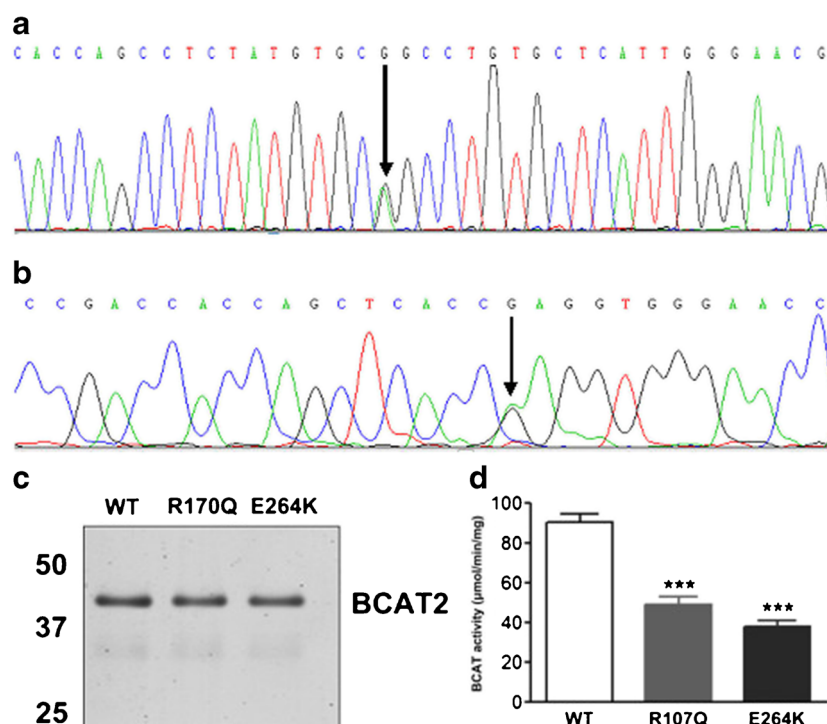 a
C A C C A G C C T C T A T G T G C G G C C T G T G C T C A T T G G G A A C G
b
C C G A C C A C C A G C T C A C C G A G G T G G G A A C C
c
WT R170Q E264K
50
37
25
BCAT2
d
BCAT activity (µmol/min/mg)
100
80
60
40
20
0
***
***
WT R107Q E264K